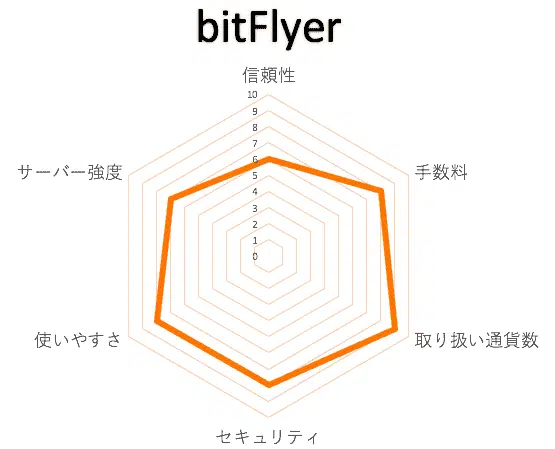 bitFlyer
信頼性
10
9
8
7
6
5
4
3
2
1
0
サーバー強度
手数料
使いやすさ
取り扱い通貨数
セキュリティ